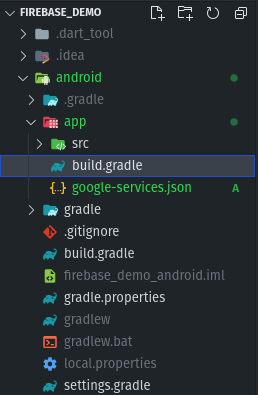 FIREBASE_DEMO
.dart_tool
.idea
android
.gradle
app
src
build.gradle
google-services.json A
gradle
.gitignore
build.gradle
firebase_demo_android.iml
gradle.properties
gradlew
gradlew.bat
local.properties
settings.gradle